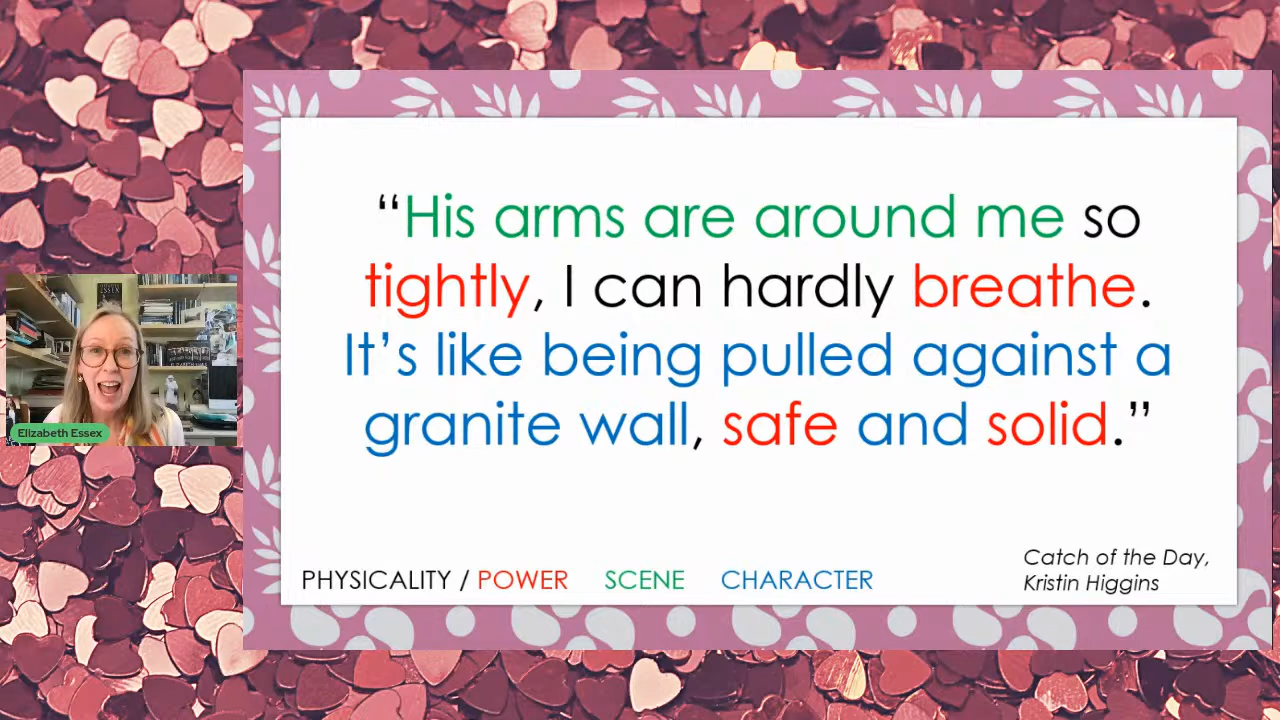 “His arms are around me so
tightly, I can hardly breathe.
It’s like being pulled against a
granite wall, safe and solid.”
Catch of the Day,
Kristin Higgins
PHYSICALITY / POWER SCENE CHARACTER
Elizabeth Essex
ESSEX